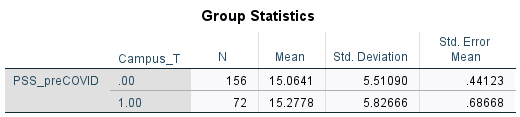 Group Statistics
Campus_T N Mean Std. Deviation Std. Error Mean
PSS_preCOVID .00 156 15.0641 5.51090 .44123
1.00 72 15.2778 5.82666 .68668